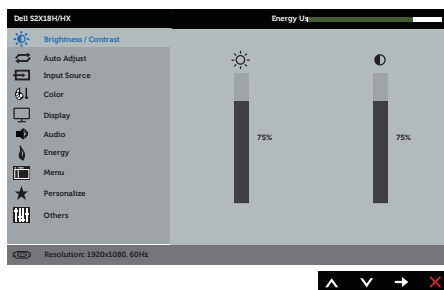 Dell S2X18H/HX
Energy Us
Brightness / Contrast
Auto Adjust
Input Source
Color
Display
Audio
Energy
Menu
Personalize
Others
75%
75%
Resolution: 1920x1080, 60Hz